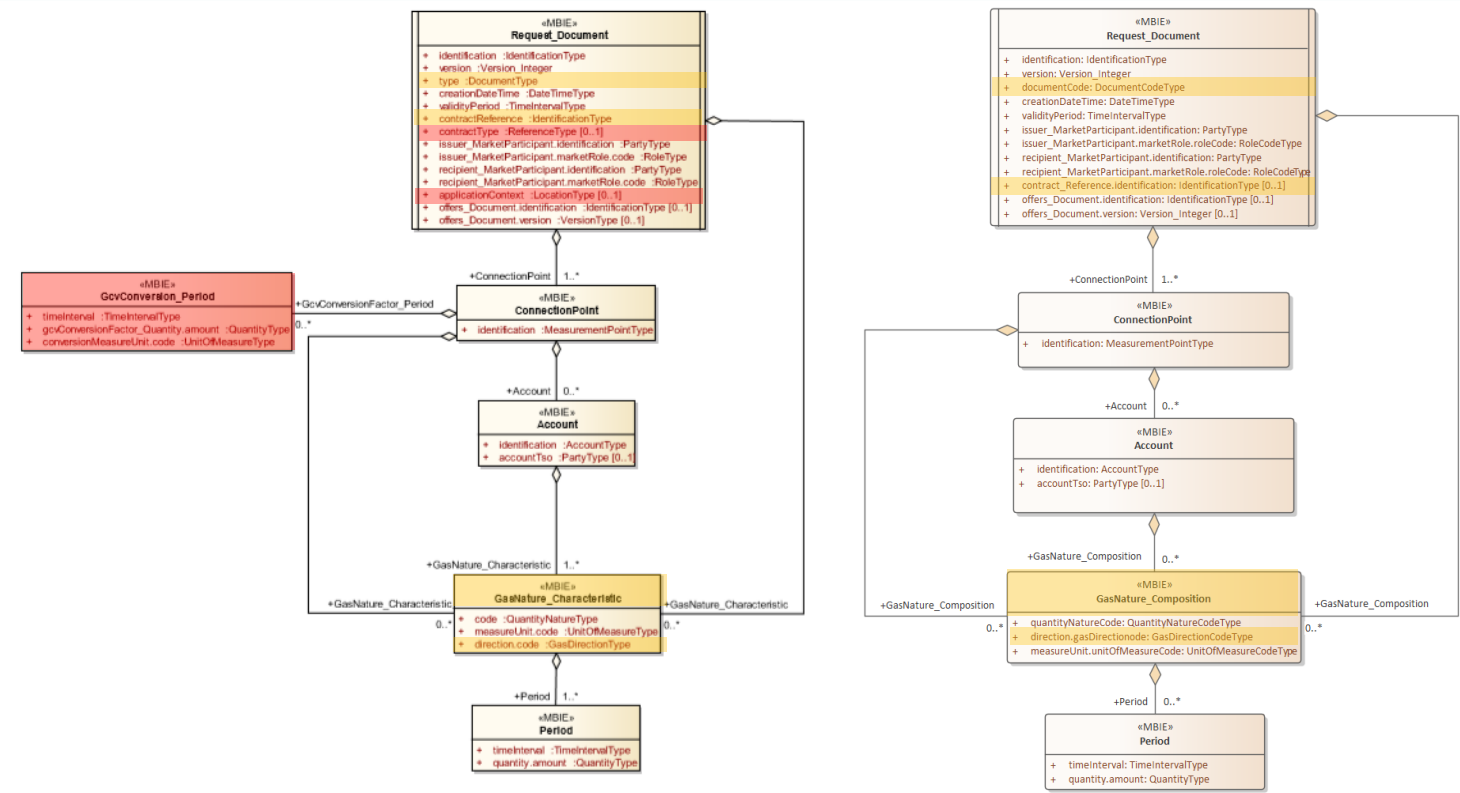 «MBIE»
Request_Document
+ identification :IdentificationType
+ version :Version_Integer
+ type :DocumentType
+ creationDateTime :DateTimeType
+ validityPeriod :TimeIntervalType
+ contractReference :IdentificationType
+ contractType :ReferenceType [0..1]
+ issuer_MarketParticipant.identification :PartyType
+ issuer_MarketParticipant.marketRole.code :RoleType
+ recipient_MarketParticipant.identification :PartyType
+ recipient_MarketParticipant.marketRole.code :RoleType
+ applicationContext :LocationType [0..1]
+ offers_Document.identification :IdentificationType [0..1]
+ offers_Document.version :VersionType [0..1]
+ConnectionPoint 1..*
«MBIE»
GcvConversion_Period
+ timeInterval :TimeIntervalType
+ gcvConversionFactor_Quantity.amount :QuantityType
+ conversionMeasureUnit.code :UnitOfMeasureType
+GcvConversionFactor_Period
0..*
«MBIE»
ConnectionPoint
+ identification :MeasurementPointType
+Account 0..*
«MBIE»
Account
+ identification :AccountType
+ accountTso :PartyType [0..1]
+GasNature_Characteristic 1..*
+GasNature_Characteristic
0..*
«MBIE»
GasNature_Characteristic
+ code :QuantityNatureType
+ measureUnit.code :UnitOfMeasureType
+ direction.code :GasDirectionType
+GasNature_Characteristic
0..*
+Period 1..*
«MBIE»
Period
+ timeInterval :TimeIntervalType
+ quantity.amount :QuantityType
«MBIE»
Request_Document
+ identification: IdentificationType
+ version: Version_Integer
+ documentCode: DocumentCodeType
+ creationDateTime: DateTimeType
+ validityPeriod: TimeIntervalType
+ issuer_MarketParticipant.identification: PartyType
+ issuer_MarketParticipant.marketRole.roleCode: RoleCodeType
+ recipient_MarketParticipant.identification: PartyType
+ recipient_MarketParticipant.marketRole.roleCode: RoleCodeType
+ contract_Reference.identification: IdentificationType [0..1]
+ offers_Document.identification: IdentificationType [0..1]
+ offers_Document.version: Version_Integer [0..1]
+ConnectionPoint 1..*
«MBIE»
ConnectionPoint
+ identification: MeasurementPointType
+Account 0..*
«MBIE»
Account
+ identification: AccountType
+ accountTso: PartyType [0..1]
+GasNature_Composition 0..*
+GasNature_Composition
0..*
«MBIE»
GasNature_Composition
+ quantityNatureCode: QuantityNatureCodeType
+ direction.gasDirectionode: GasDirectionCodeType
+ measureUnit.unitOfMeasureCode: UnitOfMeasureCodeType
+GasNature_Composition
0..*
+Period 0..*
«MBIE»
Period
+ timeInterval: TimeIntervalType
+ quantity.amount: QuantityType